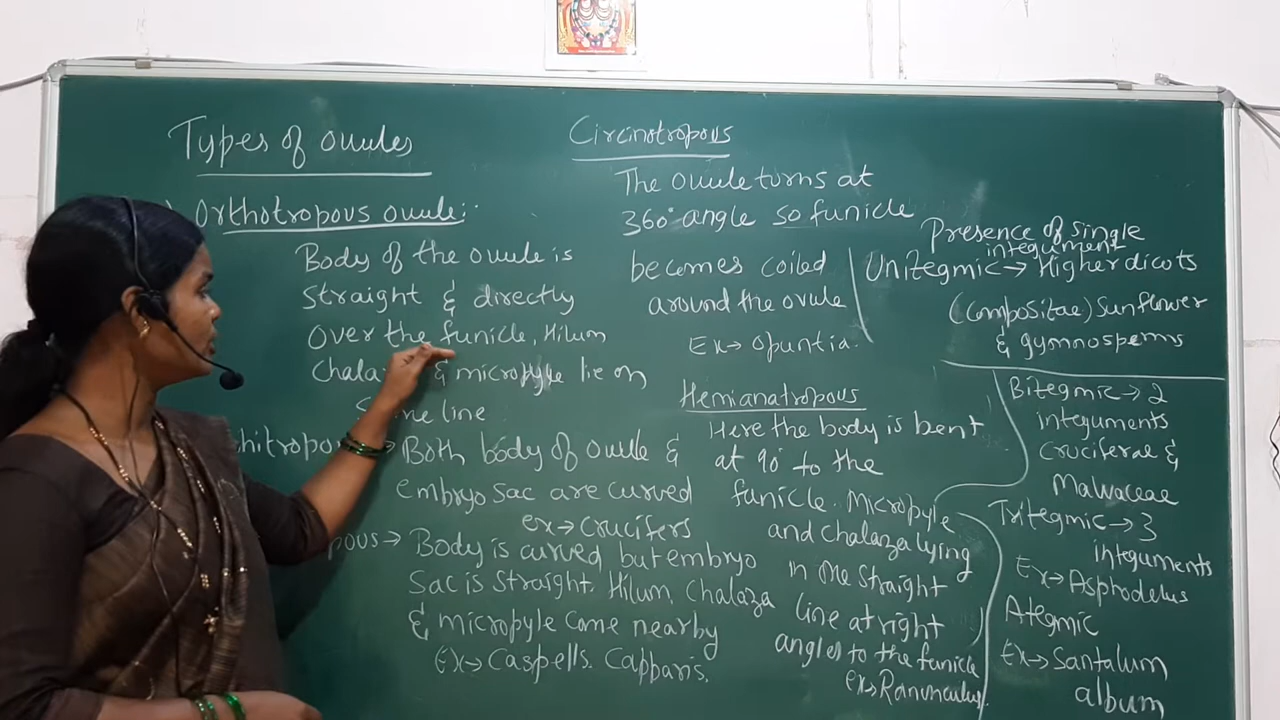 Types of ovules
Orthotropous ovule:-
Body of the ovule is
straight & directly
over the funicle, Hilum
Chala & micropyle lie on
line
Both body of ovule &
embryo sac are curved
ex→ crucifers
pous→ Body is curved but embryo
Sac is straight. Hilum, Chalaza
& micropyle come nearby
Ex→ Caspells. Capparis.
Circinotropous
The Ovule turns at
360° angle so funicle
becomes coiled
around the ovule
Ex→ Opuntia.
Hemianatropous
Here the body is bent
at 90° to the
funicle. Micropyle
and chalaza lying
in one straight
line at right
angles to the funicle
ex→ Ranunculus.
Presence of single
integument
Unitegmic→ Higher dicots
(Compositae) Sunflower
& gymnosperms
Bitegmic→ 2
integuments
Cruciferae &
Malvaceae
Tritegmic→ 3
integuments
Ex→ Asphodelus
Ategmic
Ex→ Santalum
album